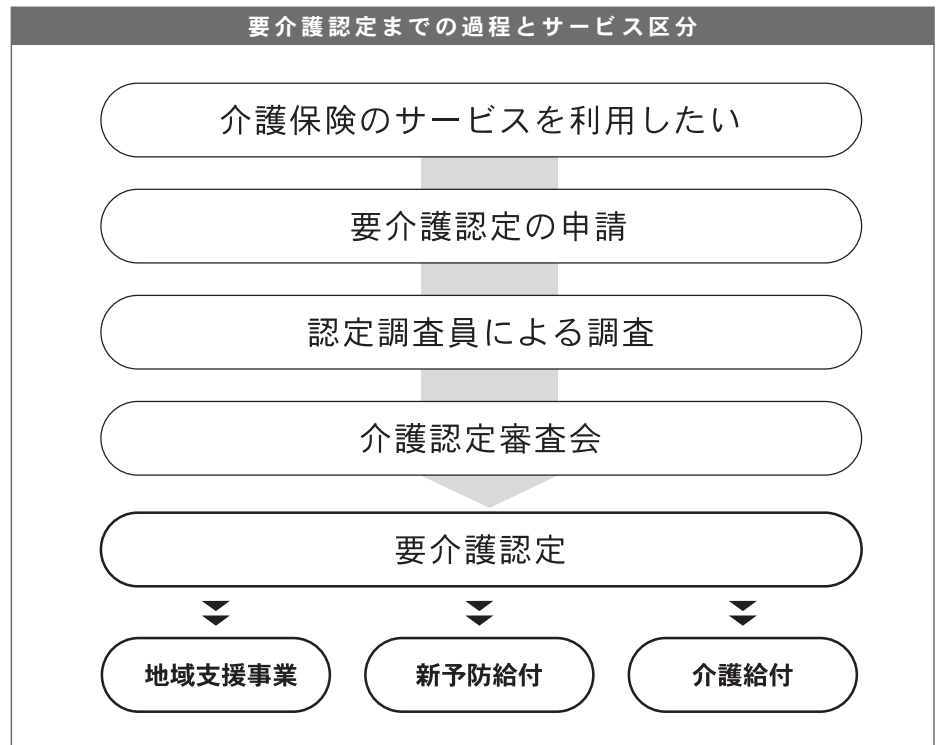 要介護認定までの過程とサービス区分
介護保険のサービスを利用したい
要介護認定の申請
認定調査員による調査
介護認定審査会
要介護認定
地域支援事業
新予防給付
介護給付